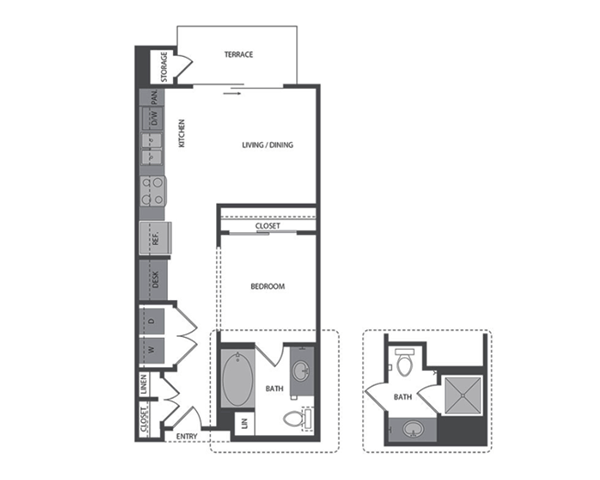 TERRACE
STORAGE
PAN.
D/W
KITCHEN
LIVING / DINING
CLOSET
REF.
BEDROOM
DESK
D
W
LINEN
CLOSET
ENTRY
BATH
LIN
BATH